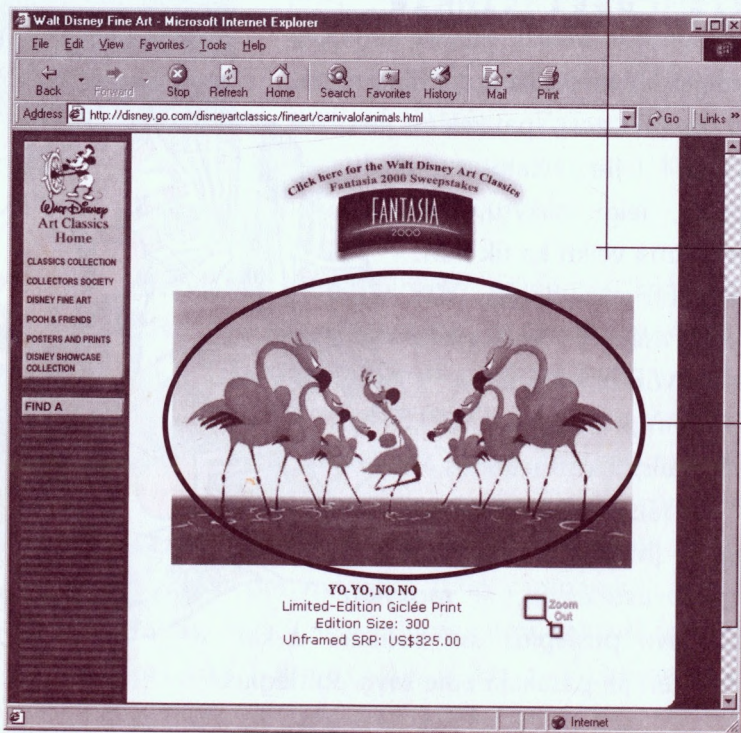 Walt Disney Fine Art - Microsoft Internet Explorer
File Edit View Favorites Tools Help
Back Forward Stop Refresh Home Search Favorites History Mail Print
Address http://disney.go.com/disneyartclassics/fineart/carnivalofanimals.html Go Links »
WALT DISNEY
Art Classics
Home
CLASSICS COLLECTION
COLLECTORS SOCIETY
DISNEY FINE ART
POOH & FRIENDS
POSTERS AND PRINTS
DISNEY SHOWCASE
COLLECTION
FIND A
Click here for the Walt Disney Art Classics
Fantasia 2000 Sweepstakes
FANTASIA
2000
YO-YO, NO NO
Limited-Edition Giclée Print
Edition Size: 300
Unframed SRP: US$325.00
Zoom
Out
Internet